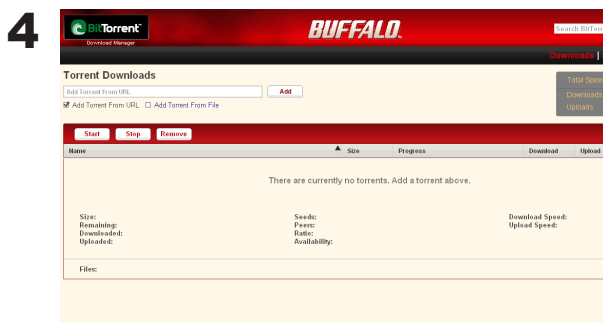 4
BitTorrent
Download Manager
BUFFALO
Search BitTorr
Downloads |
Torrent Downloads
Add Torrent From URL
Add
Add Torrent From URL Add Torrent From File
Total Spee
Downloads
Uploads:
Start Stop Remove
Name Size Progress Download Upload
There are currently no torrents. Add a torrent above.
Size: Seeds: Download Speed:
Remaining: Peers: Upload Speed:
Downloaded: Ratio:
Uploaded: Availability:
Files: